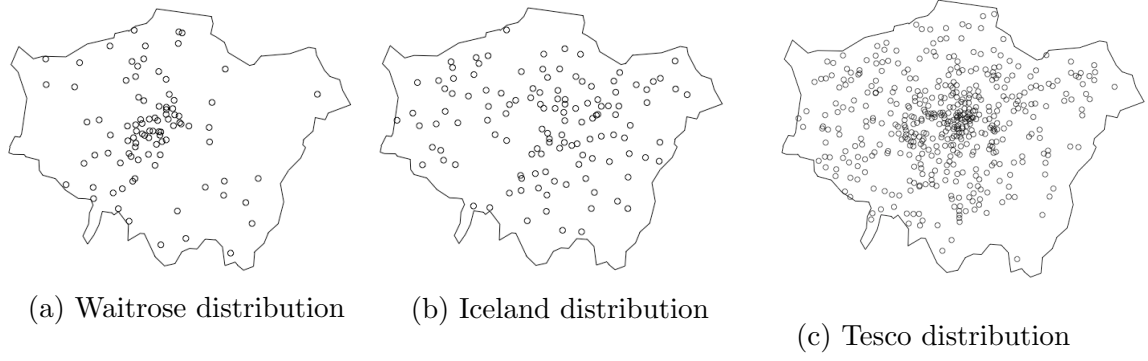 (a) Waitrose distribution
(b) Iceland distribution
(c) Tesco distribution